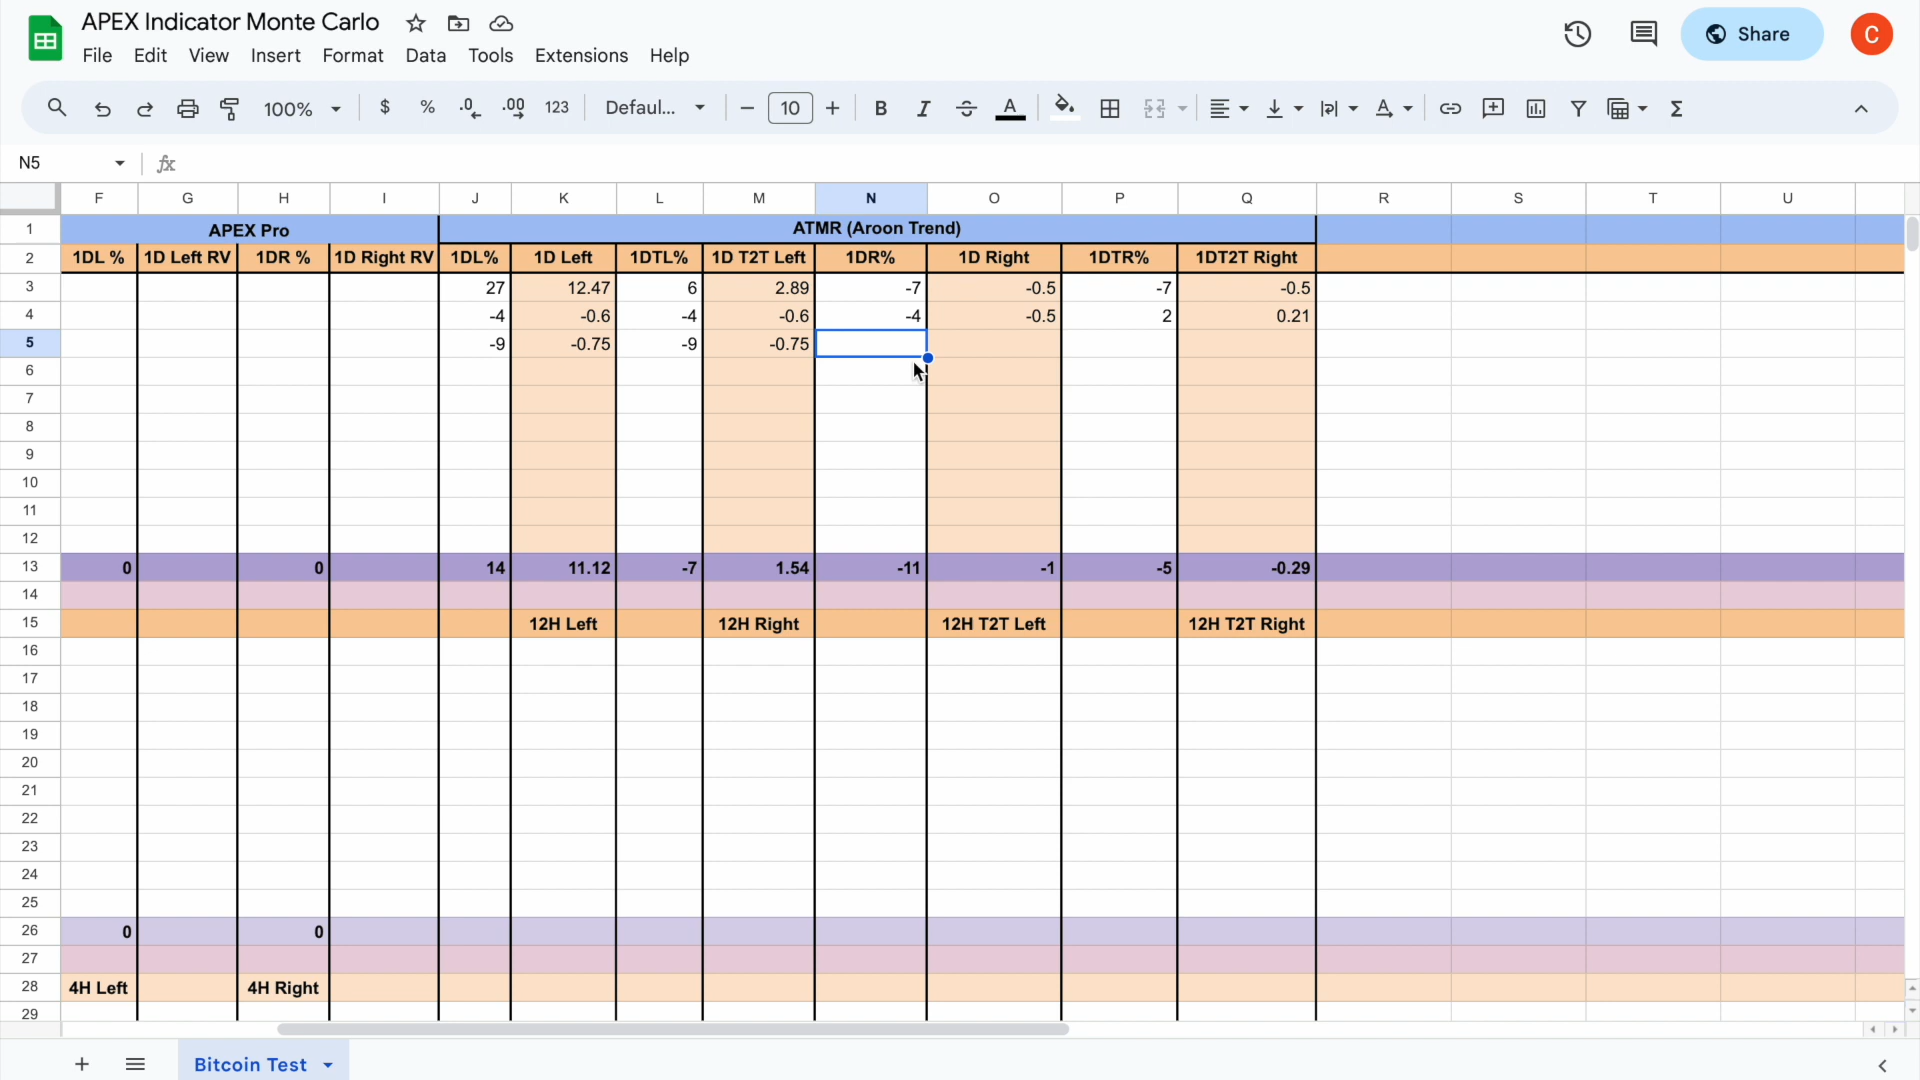 APEX Indicator Monte Carlo
File Edit View Insert Format Data Tools Extensions Help
Share
C
100% $ % .0 .00 123 Defaul... 10 B I A Σ
N5 fx
F G H I J K L M N O P Q R S T U
1 APEX Pro ATMR (Aroon Trend)
2 1DL % 1D Left RV 1DR % 1D Right RV 1DL% 1D Left 1DTL% 1D T2T Left 1DR% 1D Right 1DTR% 1DT2T Right
3 27 12.47 6 2.89 -7 -0.5 -7 -0.5
4 -4 -0.6 -4 -0.6 -4 -0.5 2 0.21
5 -9 -0.75 -9 -0.75
6
7
8
9
10
11
12
13 0 0 14 11.12 -7 1.54 -11 -1 -5 -0.29
14
15 12H Left 12H Right 12H T2T Left 12H T2T Right
16
17
18
19
20
21
22
23
24
25
26 0 0
27
28 4H Left 4H Right
29
Bitcoin Test